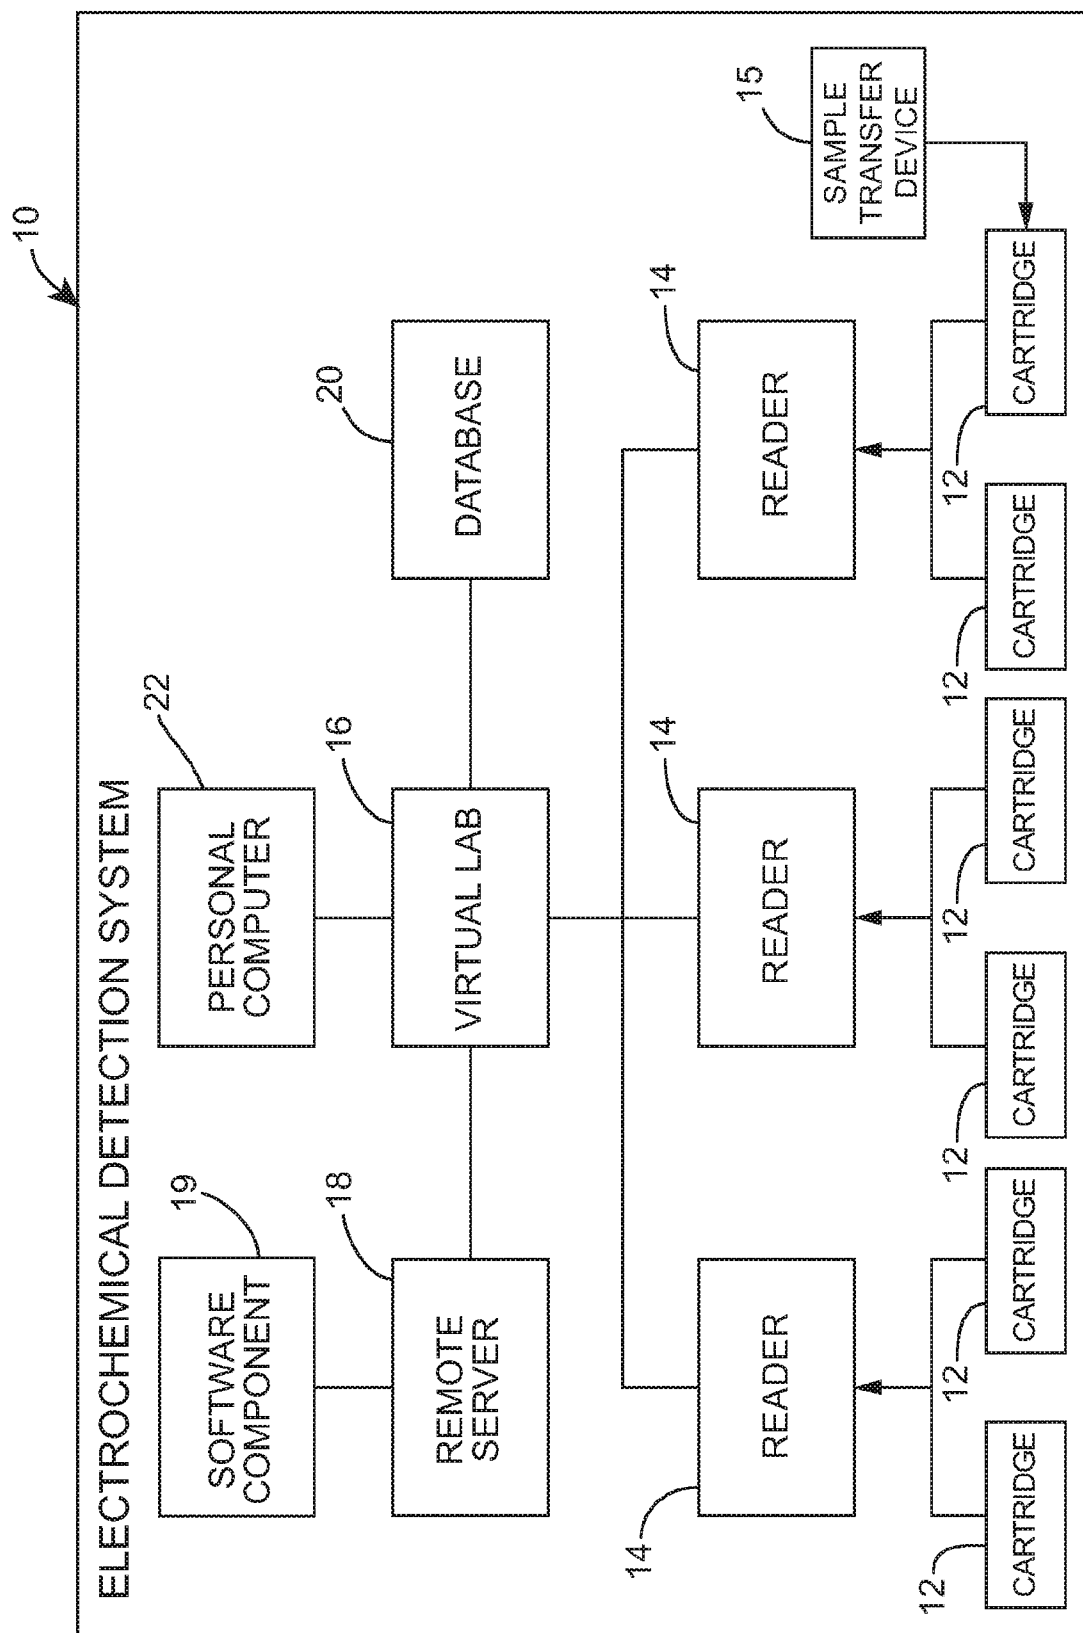 10
ELECTROCHEMICAL DETECTION SYSTEM
19
SOFTWARE
COMPONENT
22
PERSONAL
COMPUTER
18
REMOTE
SERVER
16
VIRTUAL LAB
20
DATABASE
14
READER
14
READER
14
READER
15
SAMPLE
TRANSFER
DEVICE
12
CARTRIDGE
12
CARTRIDGE
12
CARTRIDGE
12
CARTRIDGE
12
CARTRIDGE
12
CARTRIDGE